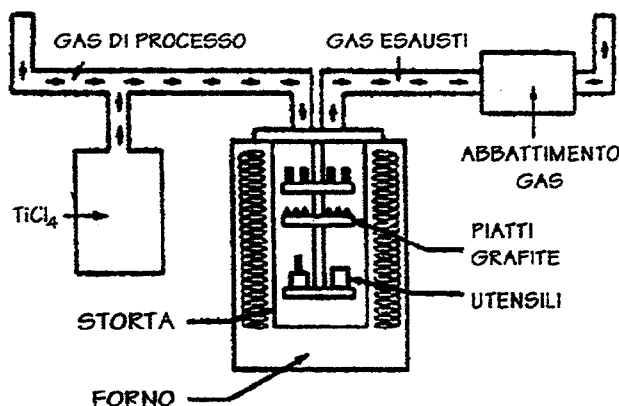 GAS DI PROCESSO
GAS ESAUSTI
ABBATTIMENTO
GAS
TiCl4
PIATTI
GRAFITE
UTENSILI
STORTA
FORNO